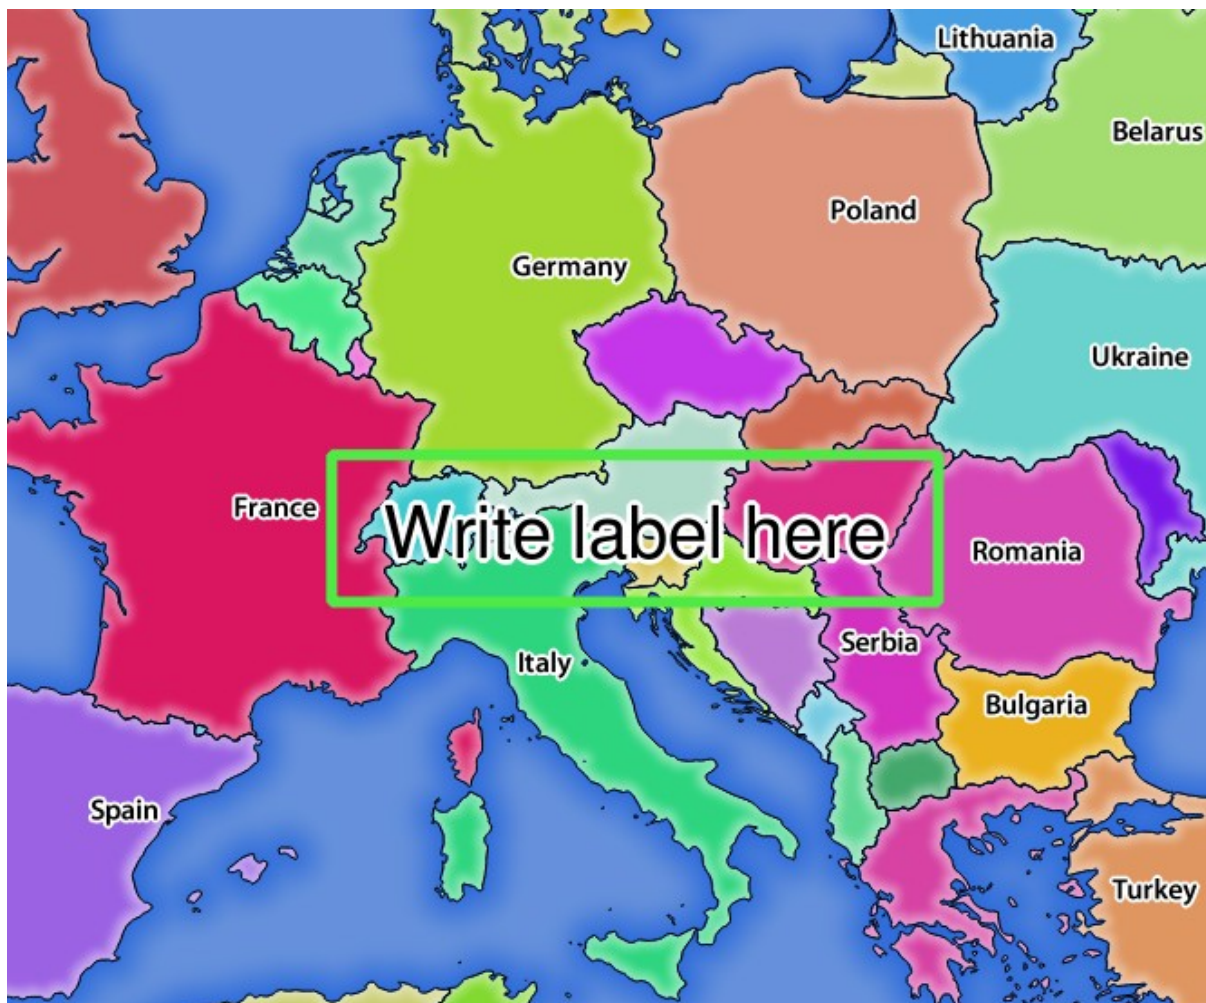 Lithuania
Belarus
Poland
Germany
Ukraine
France
Write label here
Romania
Serbia
Italy
Bulgaria
Spain
Turkey